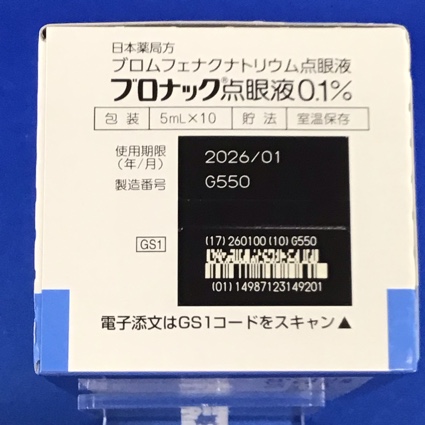 日本薬局方
ブロムフェナクナトリウム点眼液
ブロナック®点眼液0.1%
包装 5mL×10 貯法 室温保存
使用期限 2026/01
(年/月)
製造番号 G550
(17)260100(10)G550
GS1
(01)14987123149201
電子添文はGS1コードをスキャン▲